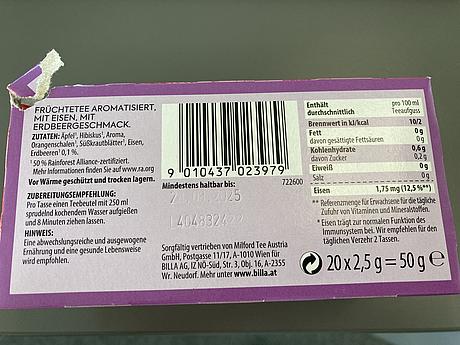 FRÜCHTETEE AROMATISIERT,
MIT EISEN, MIT
ERDBEERGESCHMACK.
ZUTATEN: Äpfel¹, Hibiskus¹, Aroma,
Orangenschalen¹, Süßkrautblätter¹, Eisen,
Erdbeeren¹ 0,1 %.
¹ 50 % Rainforest Alliance-zertifiziert.
Mehr Informationen finden Sie auf www.ra.org
Vor Wärme geschützt und trocken lagern.
ZUBEREITUNGSEMPFEHLUNG:
Pro Tasse einen Teebeutel mit 250 ml
sprudelnd kochendem Wasser aufgießen
und 8 Minuten ziehen lassen.
HINWEIS:
Eine abwechslungsreiche und ausgewogene
Ernährung und eine gesunde Lebensweise
wird empfohlen.
9 010437 023979
Mindestens haltbar bis: 722600
Sorgfältig vertrieben von Milford Tee Austria
GmbH, Postgasse 11/17, A-1010 Wien für
BILLA AG, IZ NÖ-Süd, Str. 3, Obj. 16, A-2355
Wr. Neudorf. Mehr unter www.billa.at
Enthält durchschnittlich pro 100 ml Teeaufguss
Brennwert in kJ/kcal 10/2
Fett 0 g
davon gesättigte Fettsäuren 0 g
Kohlenhydrate 0,6 g
davon Zucker 0,2 g
Eiweiß 0 g
Salz 0 g
Eisen 1,75 mg (12,5 %**)
** Referenzmenge für Erwachsene für die tägliche
Zufuhr von Vitaminen und Mineralstoffen.
* Eisen trägt zur normalen Funktion des
Immunsystem bei. Wir empfehlen für den
täglichen Verzehr 2 Tassen.
20 x 2,5 g = 50 g e